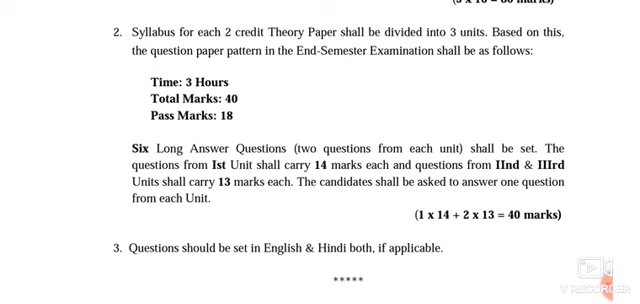 (5 x 16 = 80 marks)
2. Syllabus for each 2 credit Theory Paper shall be divided into 3 units. Based on this,
the question paper pattern in the End-Semester Examination shall be as follows:
Time: 3 Hours
Total Marks: 40
Pass Marks: 18
Six Long Answer Questions (two questions from each unit) shall be set. The
questions from Ist Unit shall carry 14 marks each and questions from IInd & IIIrd
Units shall carry 13 marks each. The candidates shall be asked to answer one question
from each Unit.
(1 x 14 + 2 x 13 = 40 marks)
3. Questions should be set in English & Hindi both, if applicable.
*****
V RECORDER